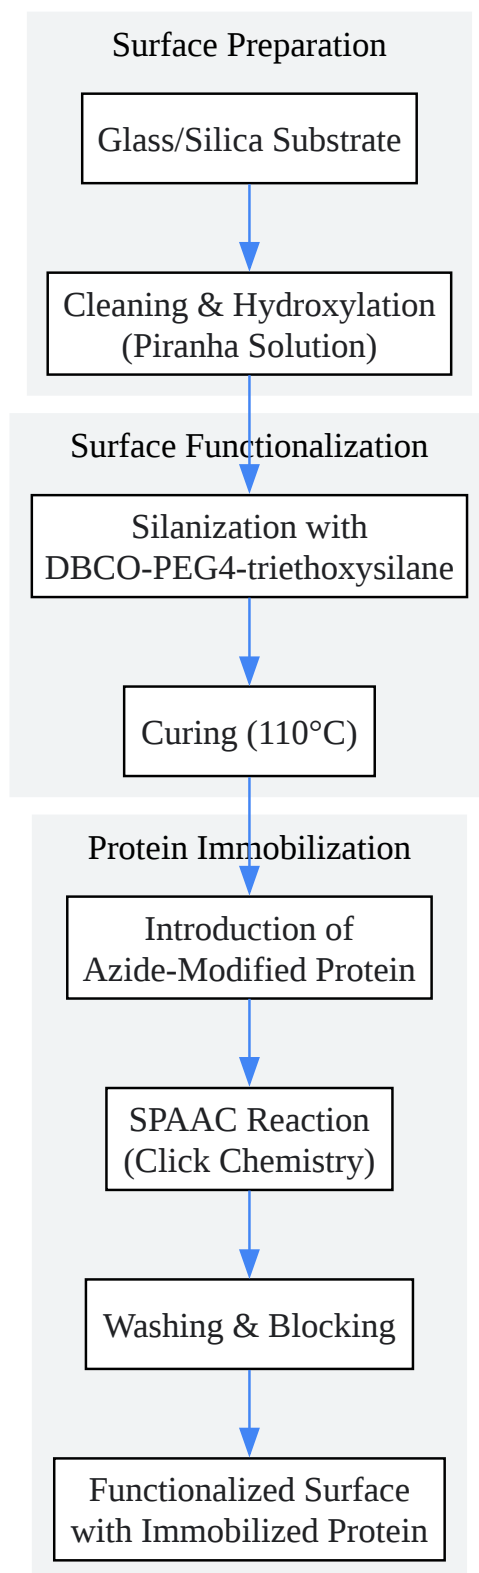 Surface Preparation
Glass/Silica Substrate
Cleaning & Hydroxylation
(Piranha Solution)
Surface Functionalization
Silanization with
DBCO-PEG4-triethoxysilane
Curing (110°C)
Protein Immobilization
Introduction of
Azide-Modified Protein
SPAAC Reaction
(Click Chemistry)
Washing & Blocking
Functionalized Surface
with Immobilized Protein